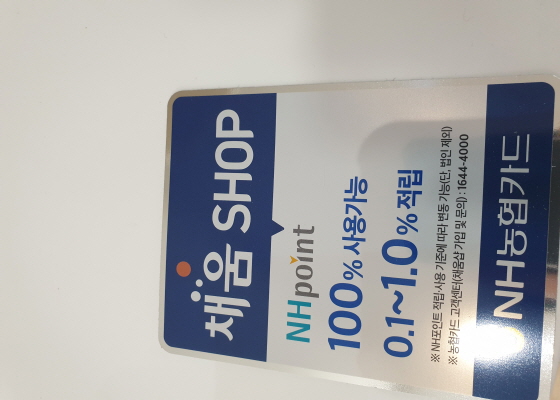 채움 SHOP
NHpoint
100% 사용가능
0.1~1.0% 적립
※ NH포인트 적립·사용 기준에 따라 변동 가능(단, 법인 제외)
※ 농협카드 고객센터(채움샵 가입 및 문의) : 1644-4000
NH농협카드